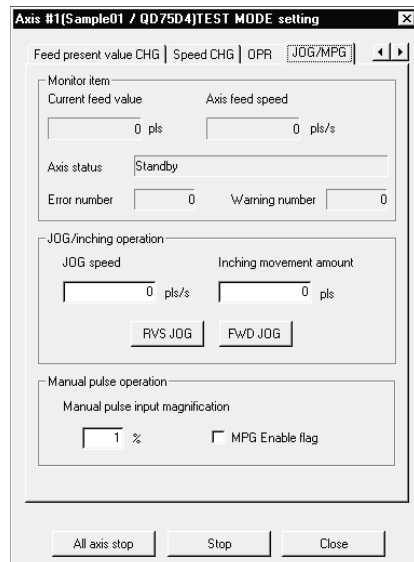 Axis #1(Sample01 / QD75D4)TEST MODE setting
Feed present value CHG Speed CHG OPR JOG/MPG
Monitor item
Current feed value Axis feed speed
0 pls 0 pls/s
Axis status Standby
Error number 0 Warning number 0
JOG/inching operation
JOG speed Inching movement amount
0 pls/s 0 pls
RVS JOG FWD JOG
Manual pulse operation
Manual pulse input magnification
1 % MPG Enable flag
All axis stop Stop Close